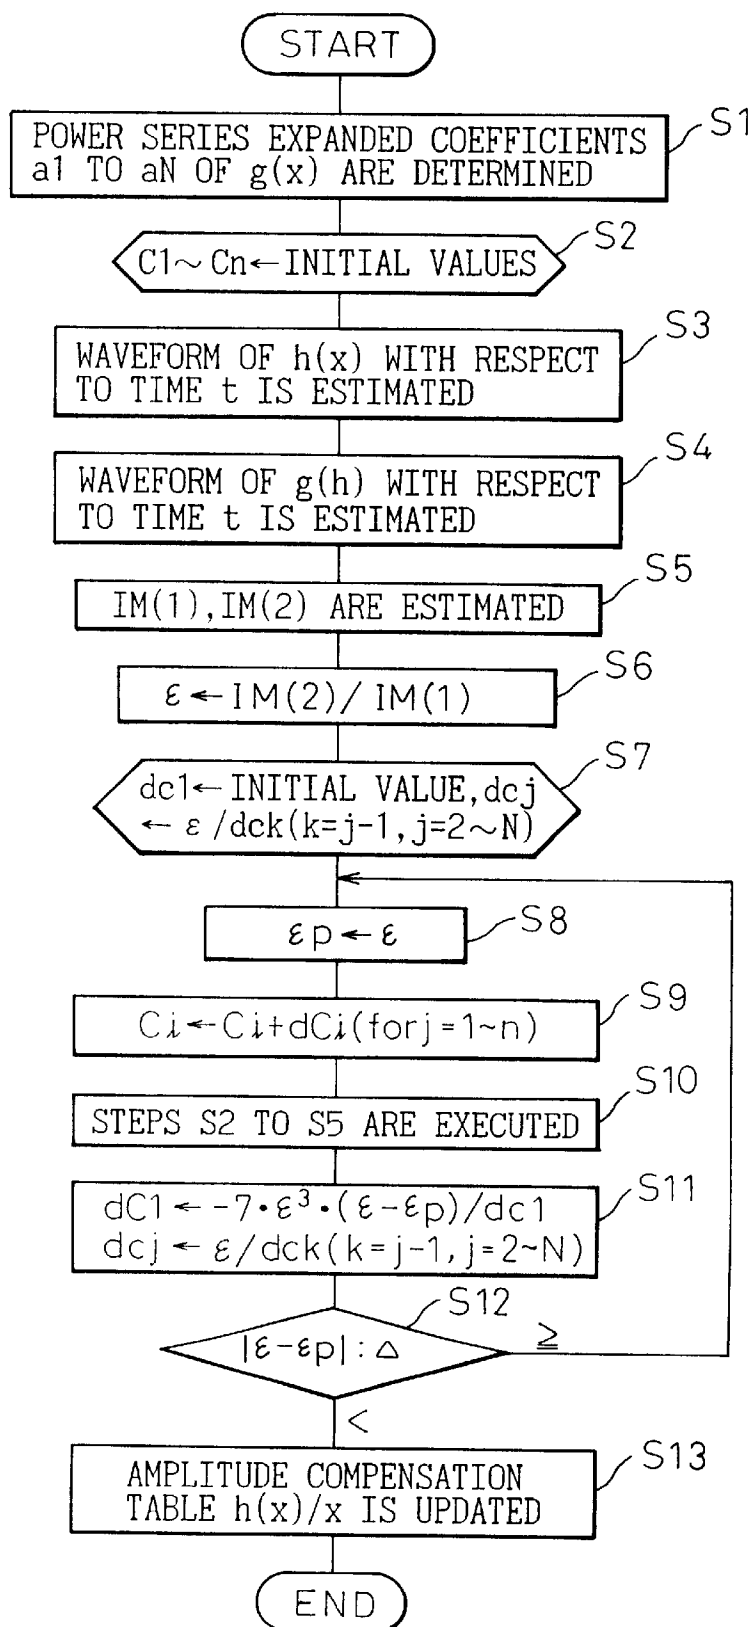 START
S1
POWER SERIES EXPANDED COEFFICIENTS
a1 TO aN OF g(x) ARE DETERMINED
S2
C1~Cn←INITIAL VALUES
S3
WAVEFORM OF h(x) WITH RESPECT
TO TIME t IS ESTIMATED
S4
WAVEFORM OF g(h) WITH RESPECT
TO TIME t IS ESTIMATED
S5
IM(1),IM(2) ARE ESTIMATED
S6
ε←IM(2)/IM(1)
S7
dc1←INITIAL VALUE,dcj
←ε/dck(k=j-1,j=2~N)
S8
εp←ε
S9
Ci←Ci+dCi(forj=1~n)
S10
STEPS S2 TO S5 ARE EXECUTED
S11
dC1←-7·ε³·(ε-εp)/dc1
dcj←ε/dck(k=j-1,j=2~N)
S12
|ε-εp|:△
≧
<
S13
AMPLITUDE COMPENSATION
TABLE h(x)/x IS UPDATED
END